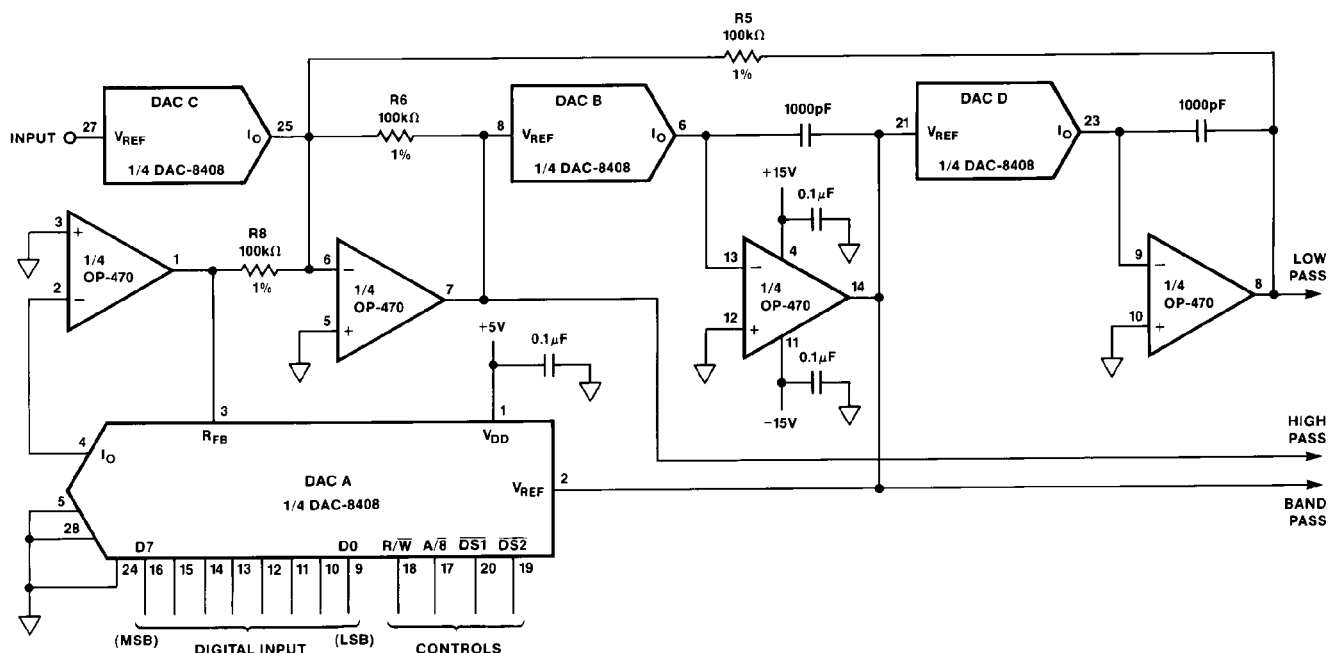 R5
100kΩ
1%
DAC C
27
VREF
IO
25
INPUT
1/4 DAC-8408
R6
100kΩ
1%
DAC B
8
VREF
IO
6
1/4 DAC-8408
1000pF
DAC D
21
VREF
IO
23
1/4 DAC-8408
1000pF
3
+
1/4
OP-470
1
2
−
R8
100kΩ
1%
6
−
1/4
OP-470
7
5
+
+15V
0.1μF
4
13
−
1/4
OP-470
14
12
+
11
0.1μF
−15V
9
−
1/4
OP-470
8
10
+
LOW
PASS
+5V
0.1μF
3
RFB
1
VDD
4
IO
DAC A
1/4 DAC-8408
VREF
2
5
28
HIGH
PASS
BAND
PASS
D7
D0
R/W̅
A/B̅
D̅S̅1̅
D̅S̅2̅
24
16
15
14
13
12
11
10
9
18
17
20
19
(MSB)
DIGITAL INPUT
(LSB)
CONTROLS